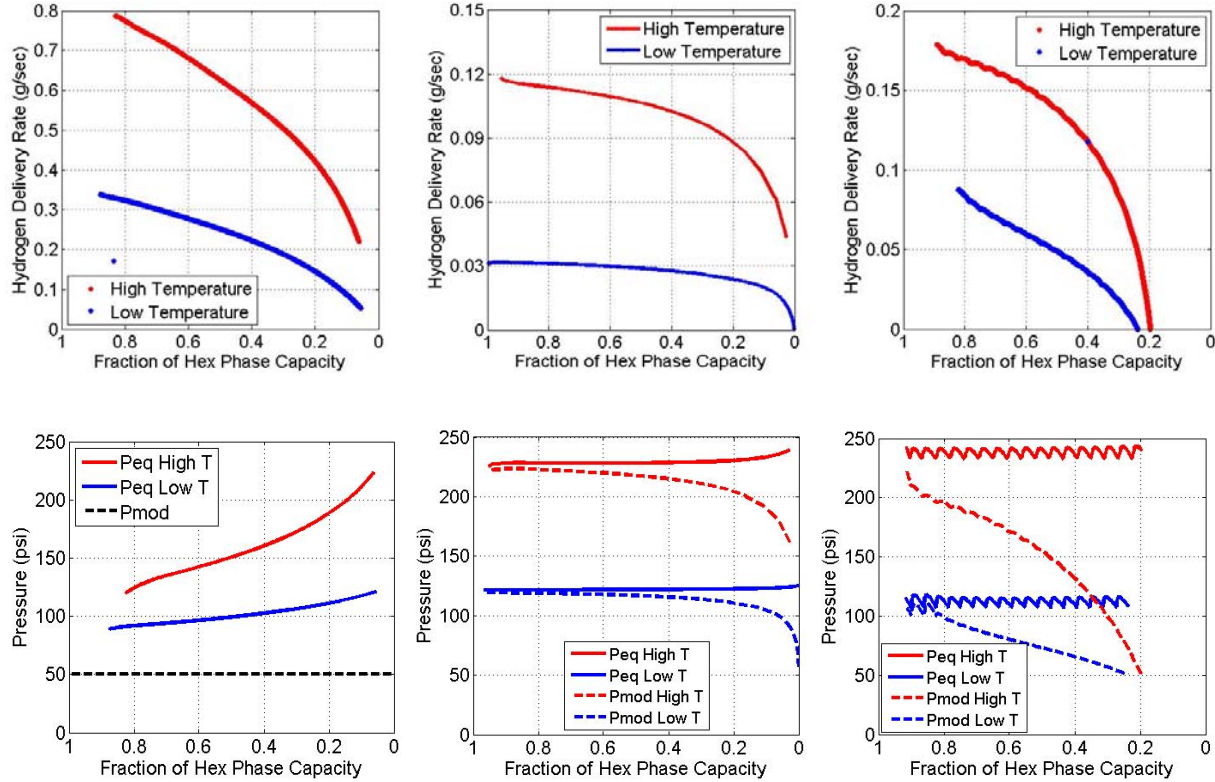 0.8
0.7
0.6
0.5
0.4
0.3
0.2
0.1
0
Hydrogen Delivery Rate (g/sec)
High Temperature
Low Temperature
1 0.8 0.6 0.4 0.2 0
Fraction of Hex Phase Capacity
0.15
0.12
0.09
0.06
0.03
0
Hydrogen Delivery Rate (g/sec)
High Temperature
Low Temperature
1 0.8 0.6 0.4 0.2 0
Fraction of Hex Phase Capacity
0.2
0.15
0.1
0.05
0
Hydrogen Delivery Rate (g/sec)
High Temperature
Low Temperature
1 0.8 0.6 0.4 0.2 0
Fraction of Hex Phase Capacity
250
200
150
100
50
0
Pressure (psi)
Peq High T
Peq Low T
Pmod
1 0.8 0.6 0.4 0.2 0
Fraction of Hex Phase Capacity
250
200
150
100
50
0
Pressure (psi)
Peq High T
Peq Low T
Pmod High T
Pmod Low T
1 0.8 0.6 0.4 0.2 0
Fraction of Hex Phase Capacity
250
200
150
100
50
0
Pressure (psi)
Peq High T
Peq Low T
Pmod High T
Pmod Low T
1 0.8 0.6 0.4 0.2 0
Fraction of Hex Phase Capacity